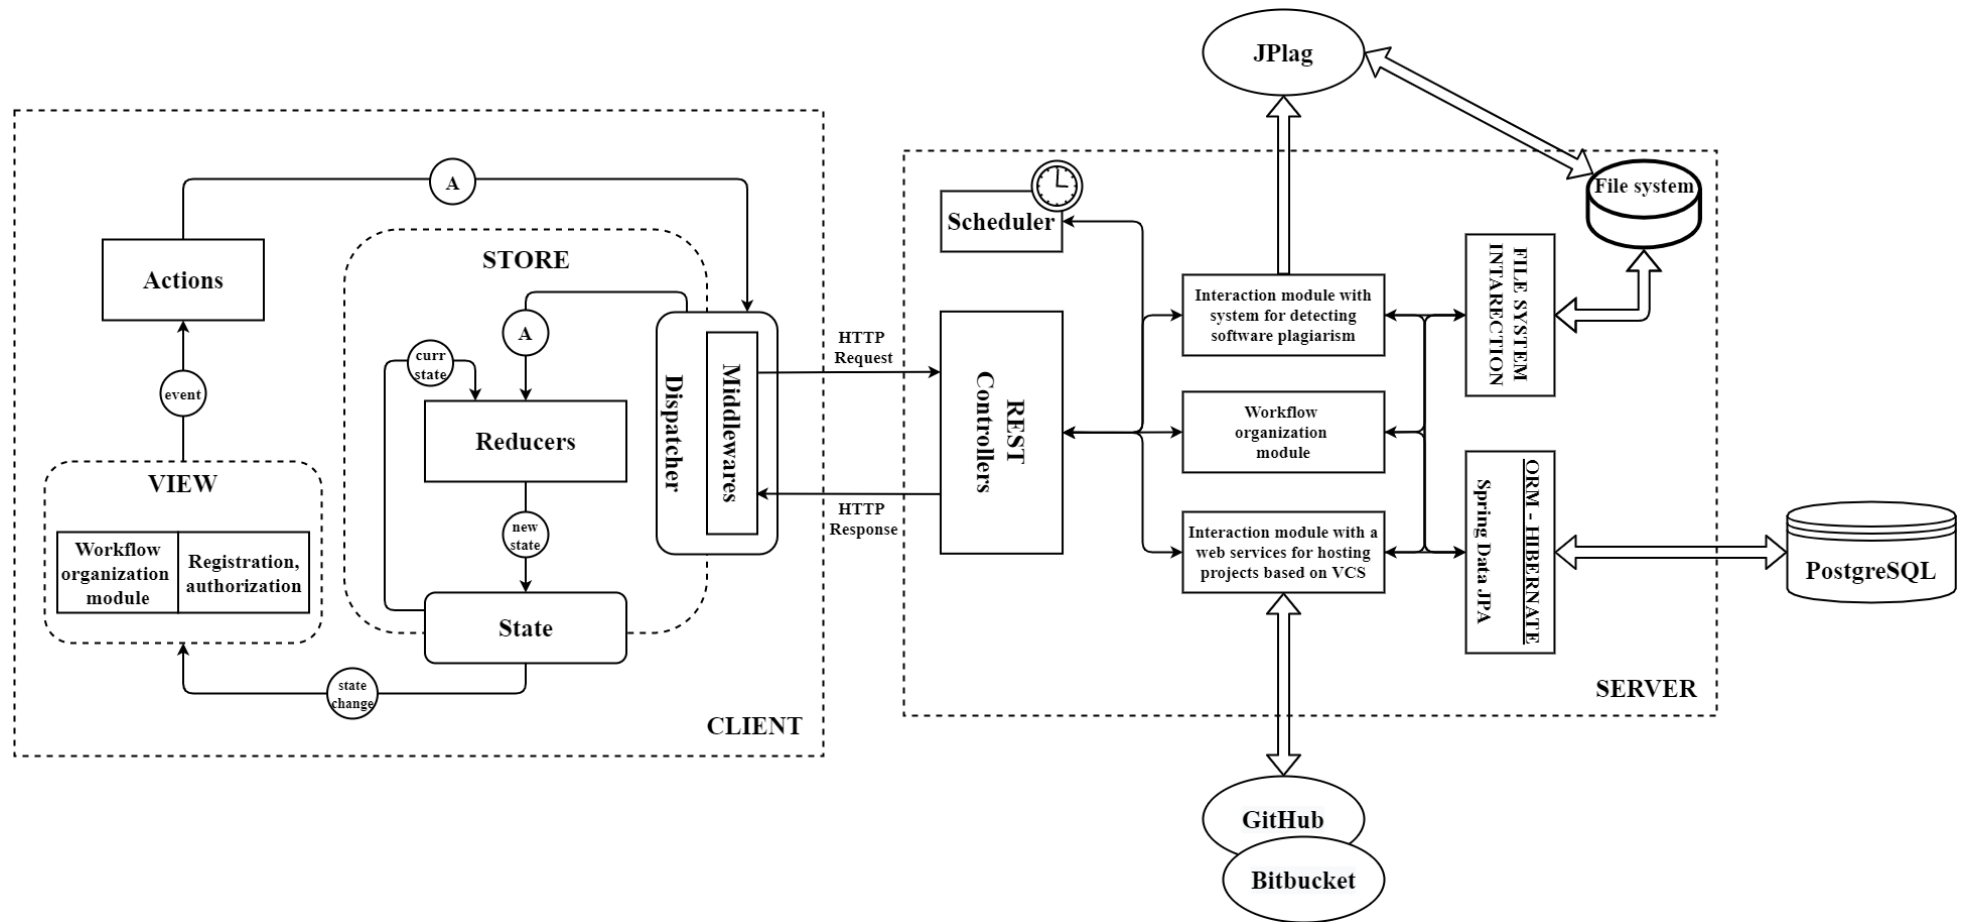 JPlag
File system
A
Scheduler
STORE
Actions
FILE SYSTEM
INTARECTION
Interaction module with
system for detecting
software plagiarism
A
HTTP
Request
curr
state
event
Dispatcher
Middlewares
REST
Controllers
Reducers
Workflow
organization
module
VIEW
Workflow
organization
module
Registration,
authorization
new
state
HTTP
Response
Interaction module with a
web services for hosting
projects based on VCS
ORM - HIBERNATE
Spring Data JPA
PostgreSQL
State
state
change
CLIENT
SERVER
GitHub
Bitbucket